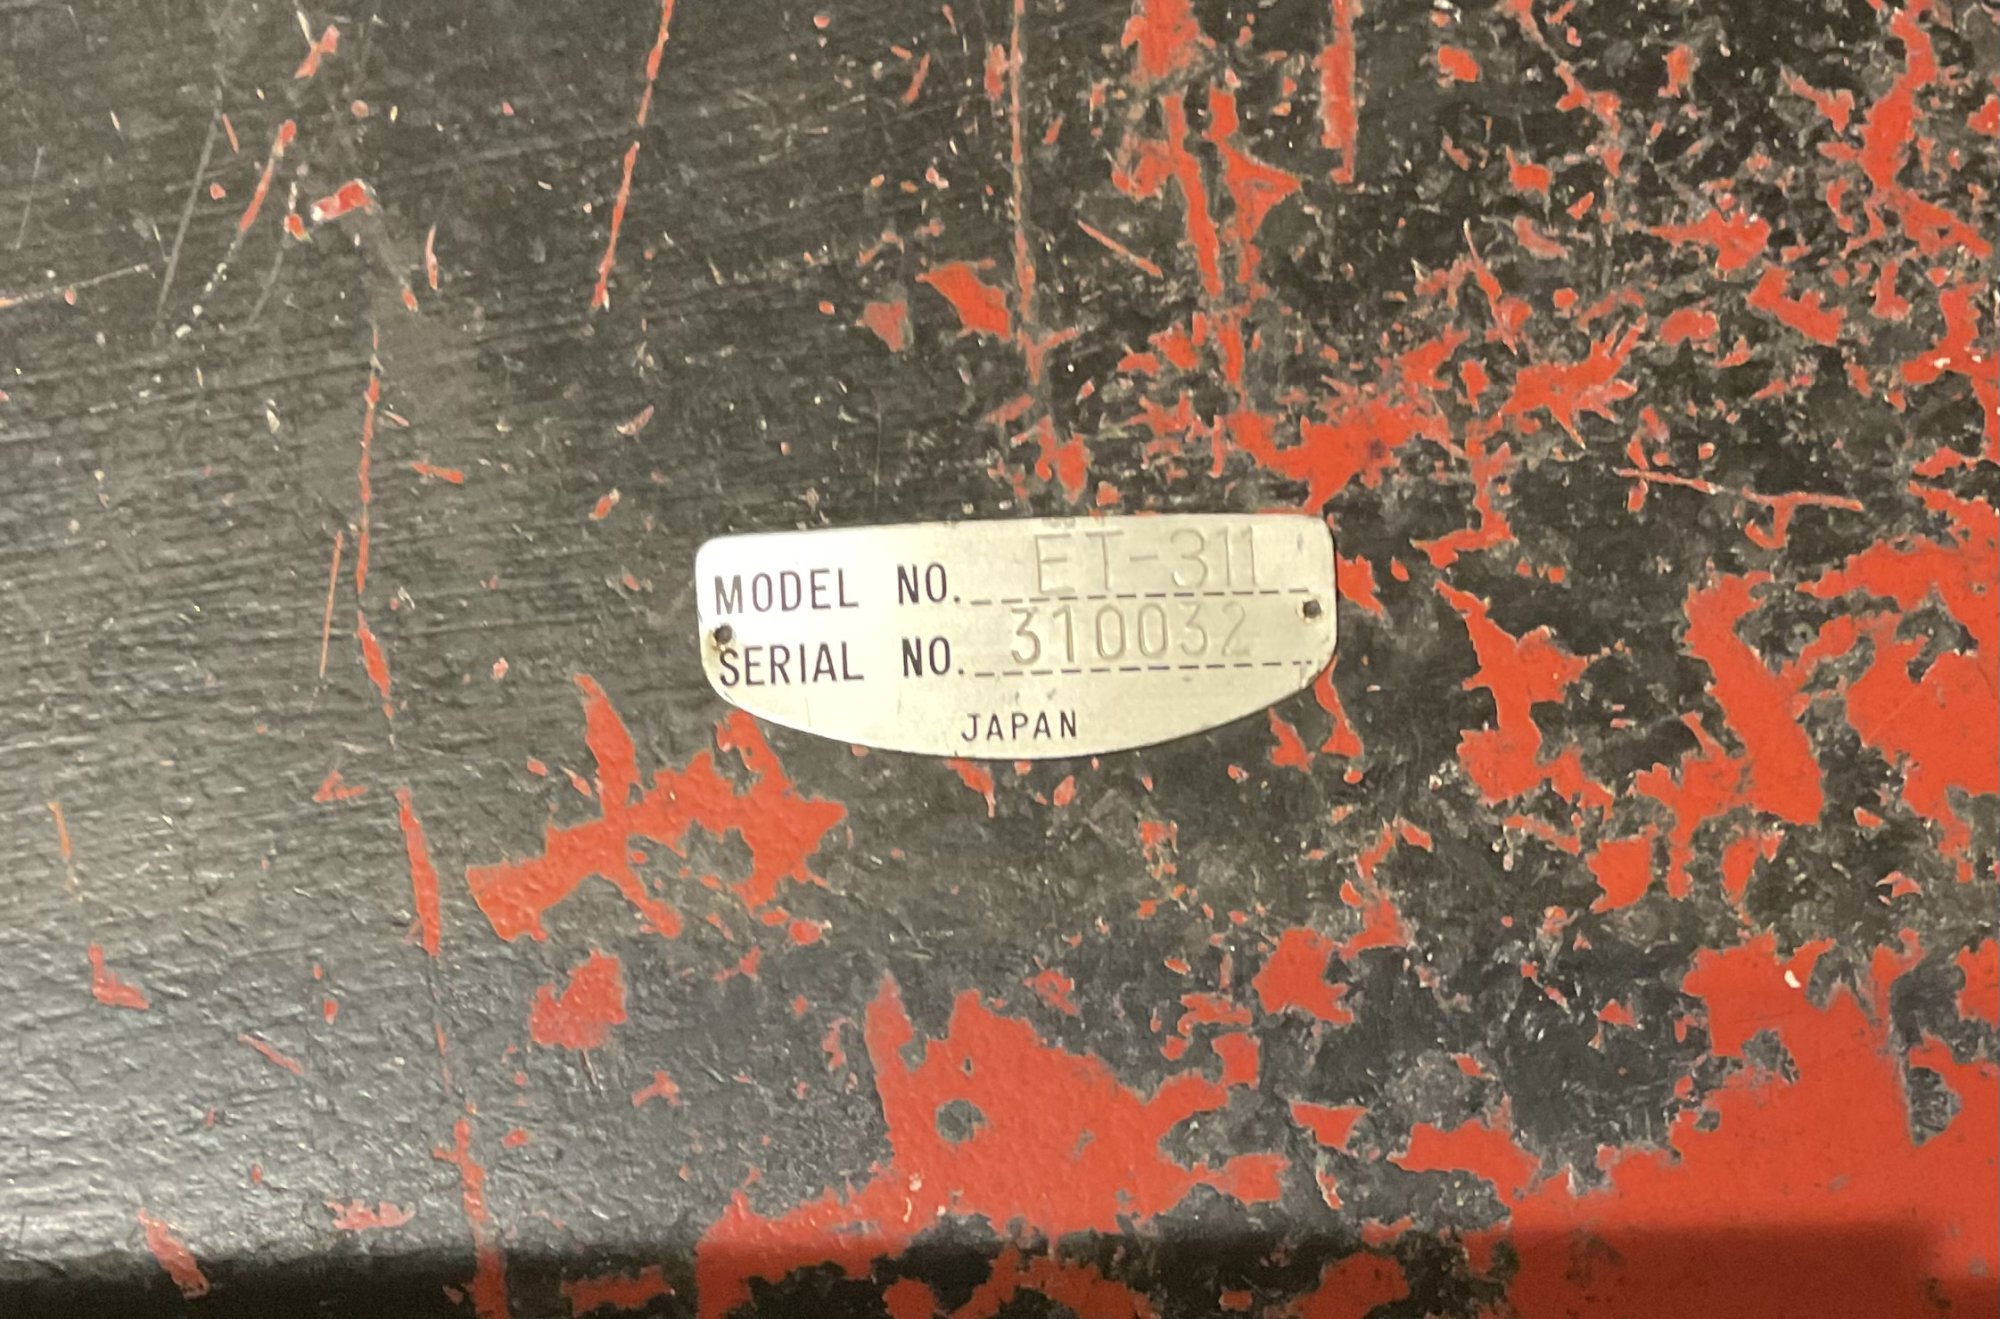 MODEL NO. ET-311
SERIAL NO. 310032
JAPAN